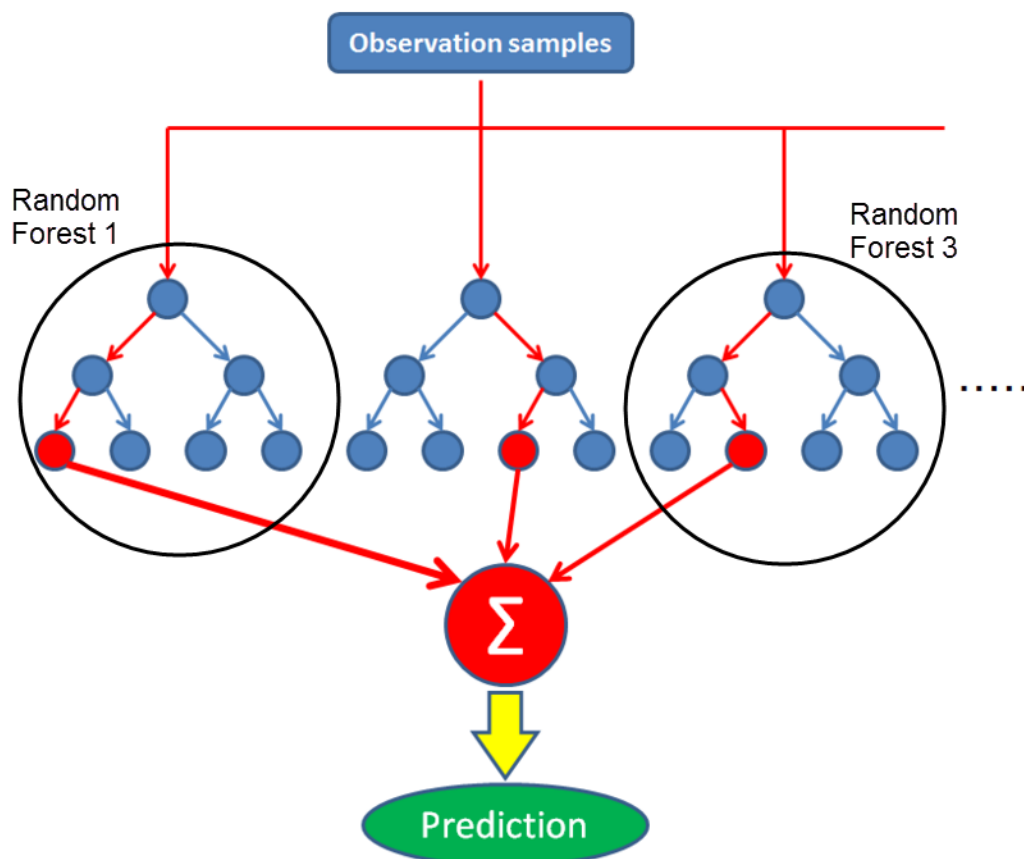 Observation samples
Random
Forest 1
Random
Forest 3
.....
Σ
Prediction